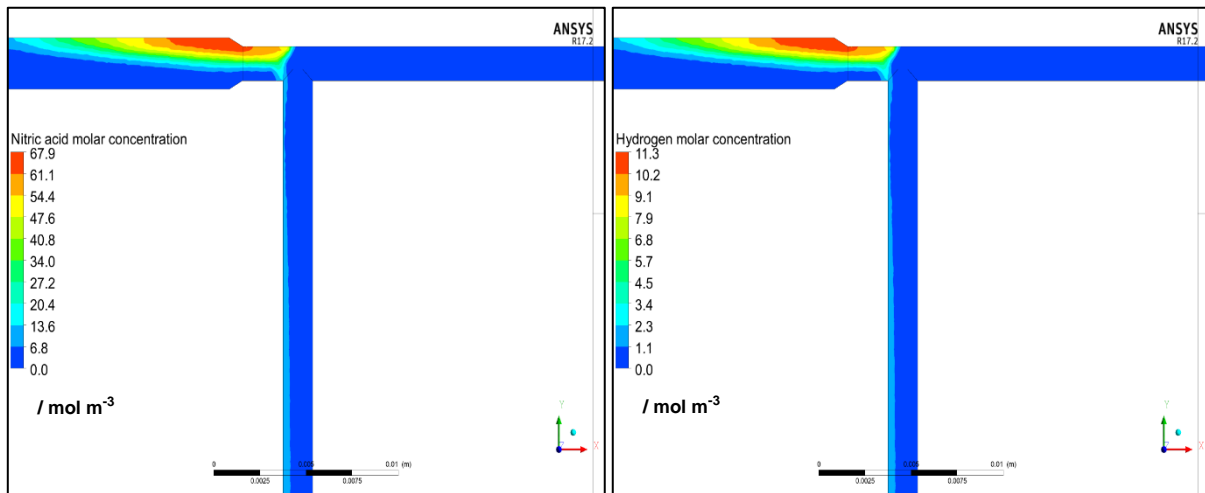 ANSYS
R17.2
Nitric acid molar concentration
67.9
61.1
54.4
47.6
40.8
34.0
27.2
20.4
13.6
6.8
0.0
/ mol m-3
Y
X
0 0.005 0.01 (m)
0.0025 0.0075
ANSYS
R17.2
Hydrogen molar concentration
11.3
10.2
9.1
7.9
6.8
5.7
4.5
3.4
2.3
1.1
0.0
/ mol m-3
Y
X
0 0.005 0.01 (m)
0.0025 0.0075